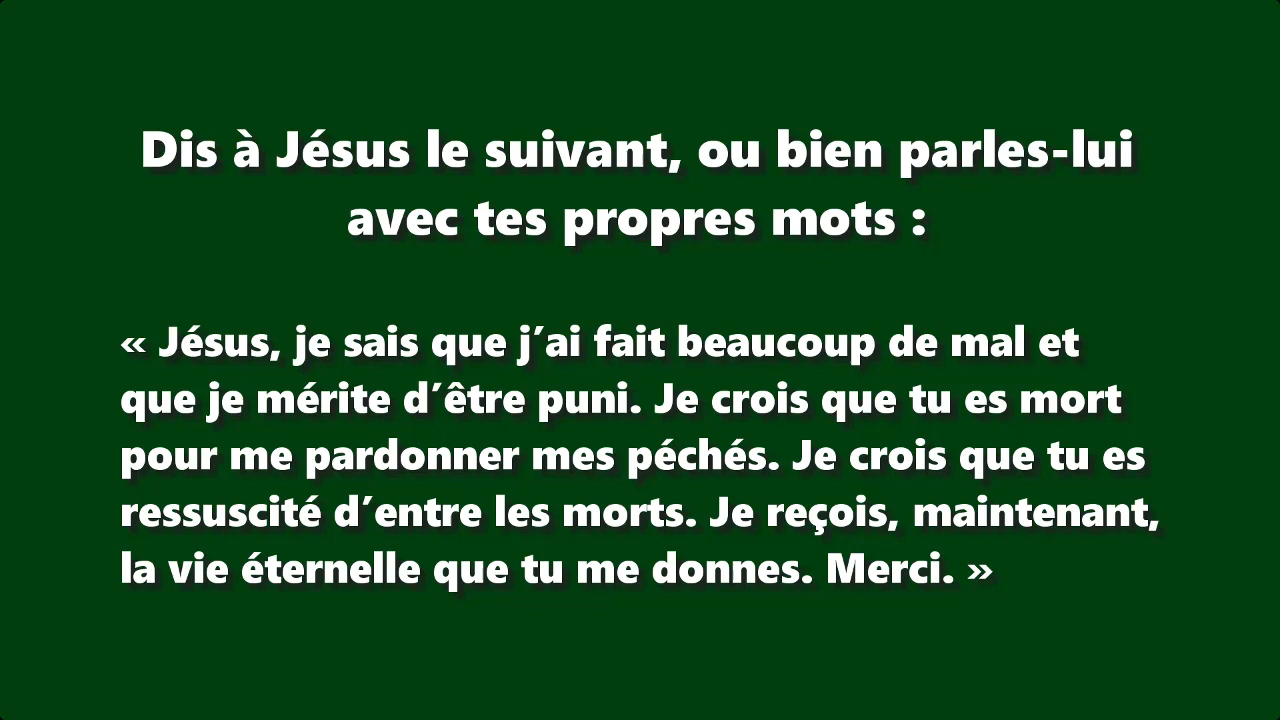 Dis à Jésus le suivant, ou bien parles-lui
avec tes propres mots :
« Jésus, je sais que j’ai fait beaucoup de mal et
que je mérite d’être puni. Je crois que tu es mort
pour me pardonner mes péchés. Je crois que tu es
ressuscité d’entre les morts. Je reçois, maintenant,
la vie éternelle que tu me donnes. Merci. »